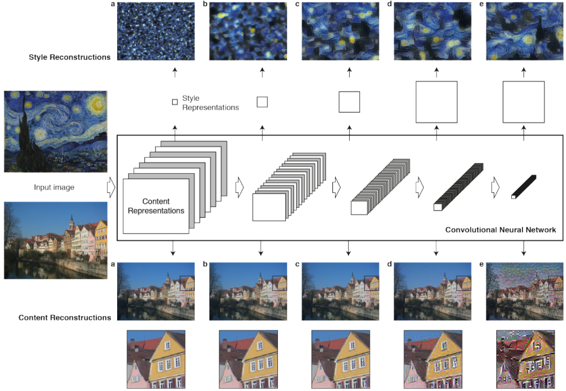 a b c d e
Style Reconstructions
Style
Representations
Input image
Content
Representations
Convolutional Neural Network
a b c d e
Content Reconstructions